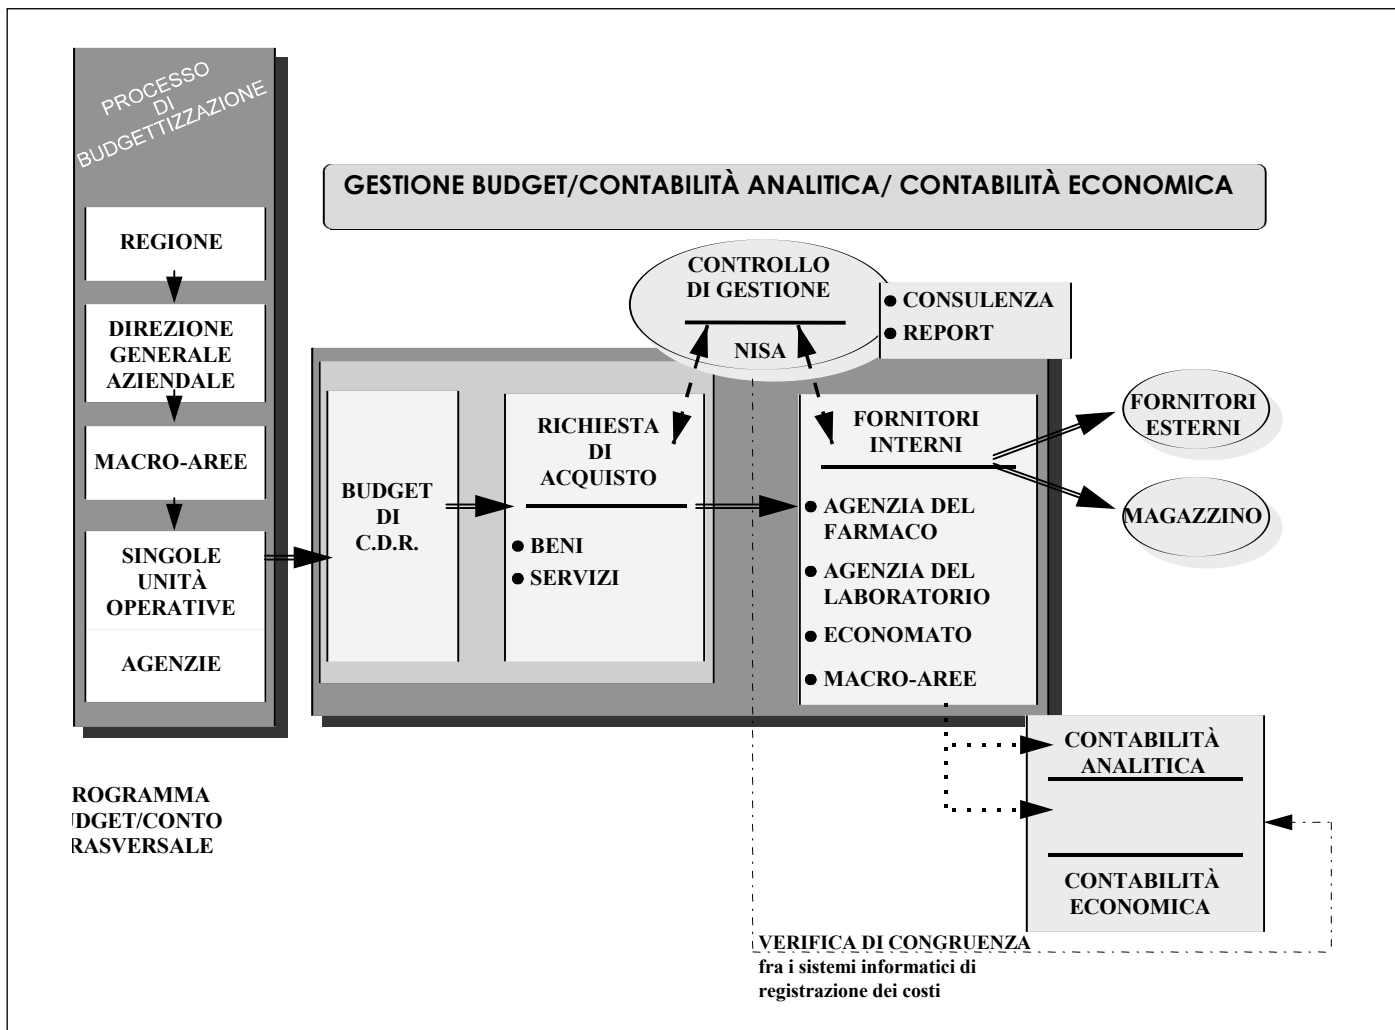 PROCESSO
DI
BUDGETTIZZAZIONE
REGIONE
DIREZIONE
GENERALE
AZIENDALE
MACRO-AREE
SINGOLE
UNITÀ
OPERATIVE
AGENZIE
ROGRAMMA
UDGET/CONTO
RASVERSALE
GESTIONE BUDGET/CONTABILITÀ ANALITICA/ CONTABILITÀ ECONOMICA
CONTROLLO
DI GESTIONE
NISA
● CONSULENZA
● REPORT
BUDGET
DI
C.D.R.
RICHIESTA
DI
ACQUISTO
● BENI
● SERVIZI
FORNITORI
INTERNI
● AGENZIA DEL
FARMACO
● AGENZIA DEL
LABORATORIO
● ECONOMATO
● MACRO-AREE
FORNITORI
ESTERNI
MAGAZZINO
CONTABILITÀ
ANALITICA
CONTABILITÀ
ECONOMICA
VERIFICA DI CONGRUENZA
fra i sistemi informatici di
registrazione dei costi